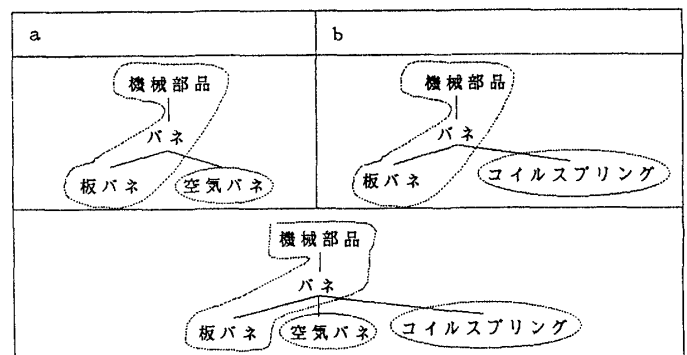 a
b
機械部品
バネ
板バネ
空気バネ
機械部品
バネ
板バネ
コイルスプリング
機械部品
バネ
板バネ
空気バネ
コイルスプリング